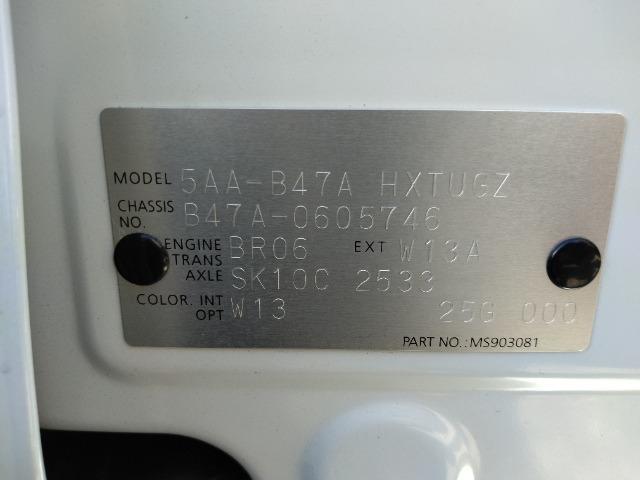 MODEL 5AA-B47A HXTUGZ
CHASSIS NO. B47A-0605746
ENGINE BR06 EXT W13A
TRANS AXLE SK10C 2533
COLOR. INT OPT W13 25G 000
PART NO.: MS903081